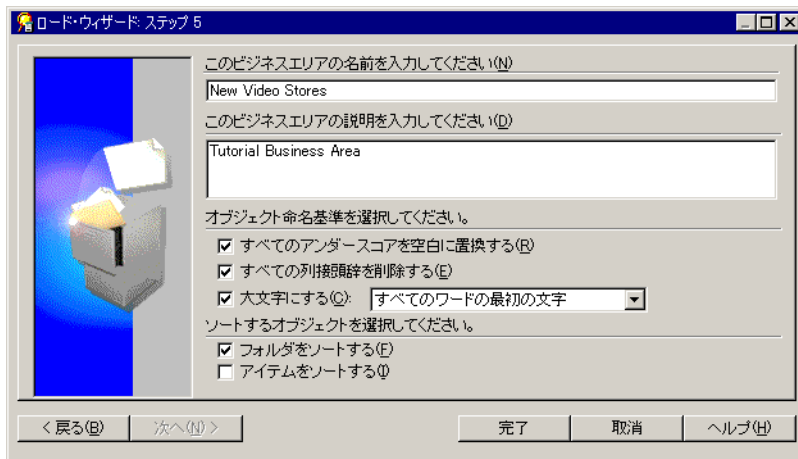 ロード・ウィザード: ステップ 5
このビジネスエリアの名前を入力してください(N)
New Video Stores
このビジネスエリアの説明を入力してください(D)
Tutorial Business Area
オブジェクト命名基準を選択してください。
すべてのアンダースコアを空白に置換する(R)
すべての列接頭辞を削除する(E)
大文字にする(C): すべてのワードの最初の文字
ソートするオブジェクトを選択してください。
フォルダをソートする(F)
アイテムをソートする(I)
< 戻る(B) 次へ(N) > 完了 取消 ヘルプ(H)